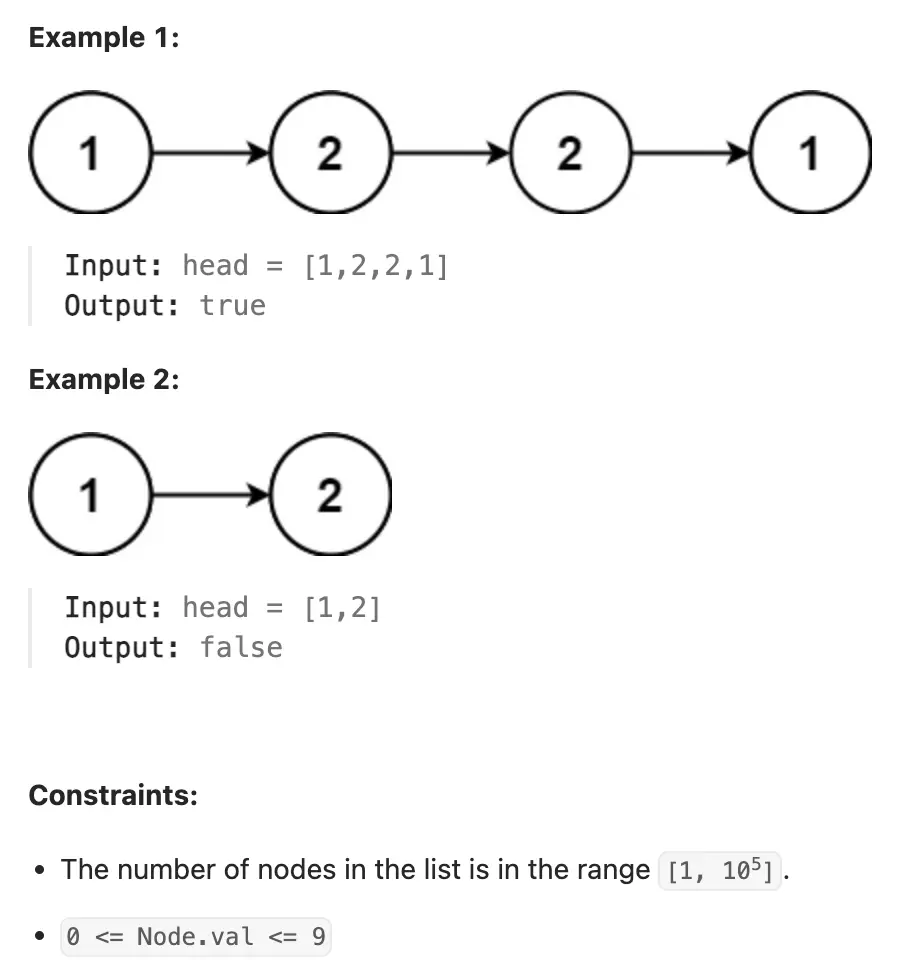 Example 1:
1 2 2 1
Input: head = [1,2,2,1]
Output: true
Example 2:
1 2
Input: head = [1,2]
Output: false
Constraints:
• The number of nodes in the list is in the range [1, 10⁵].
• 0 <= Node.val <= 9